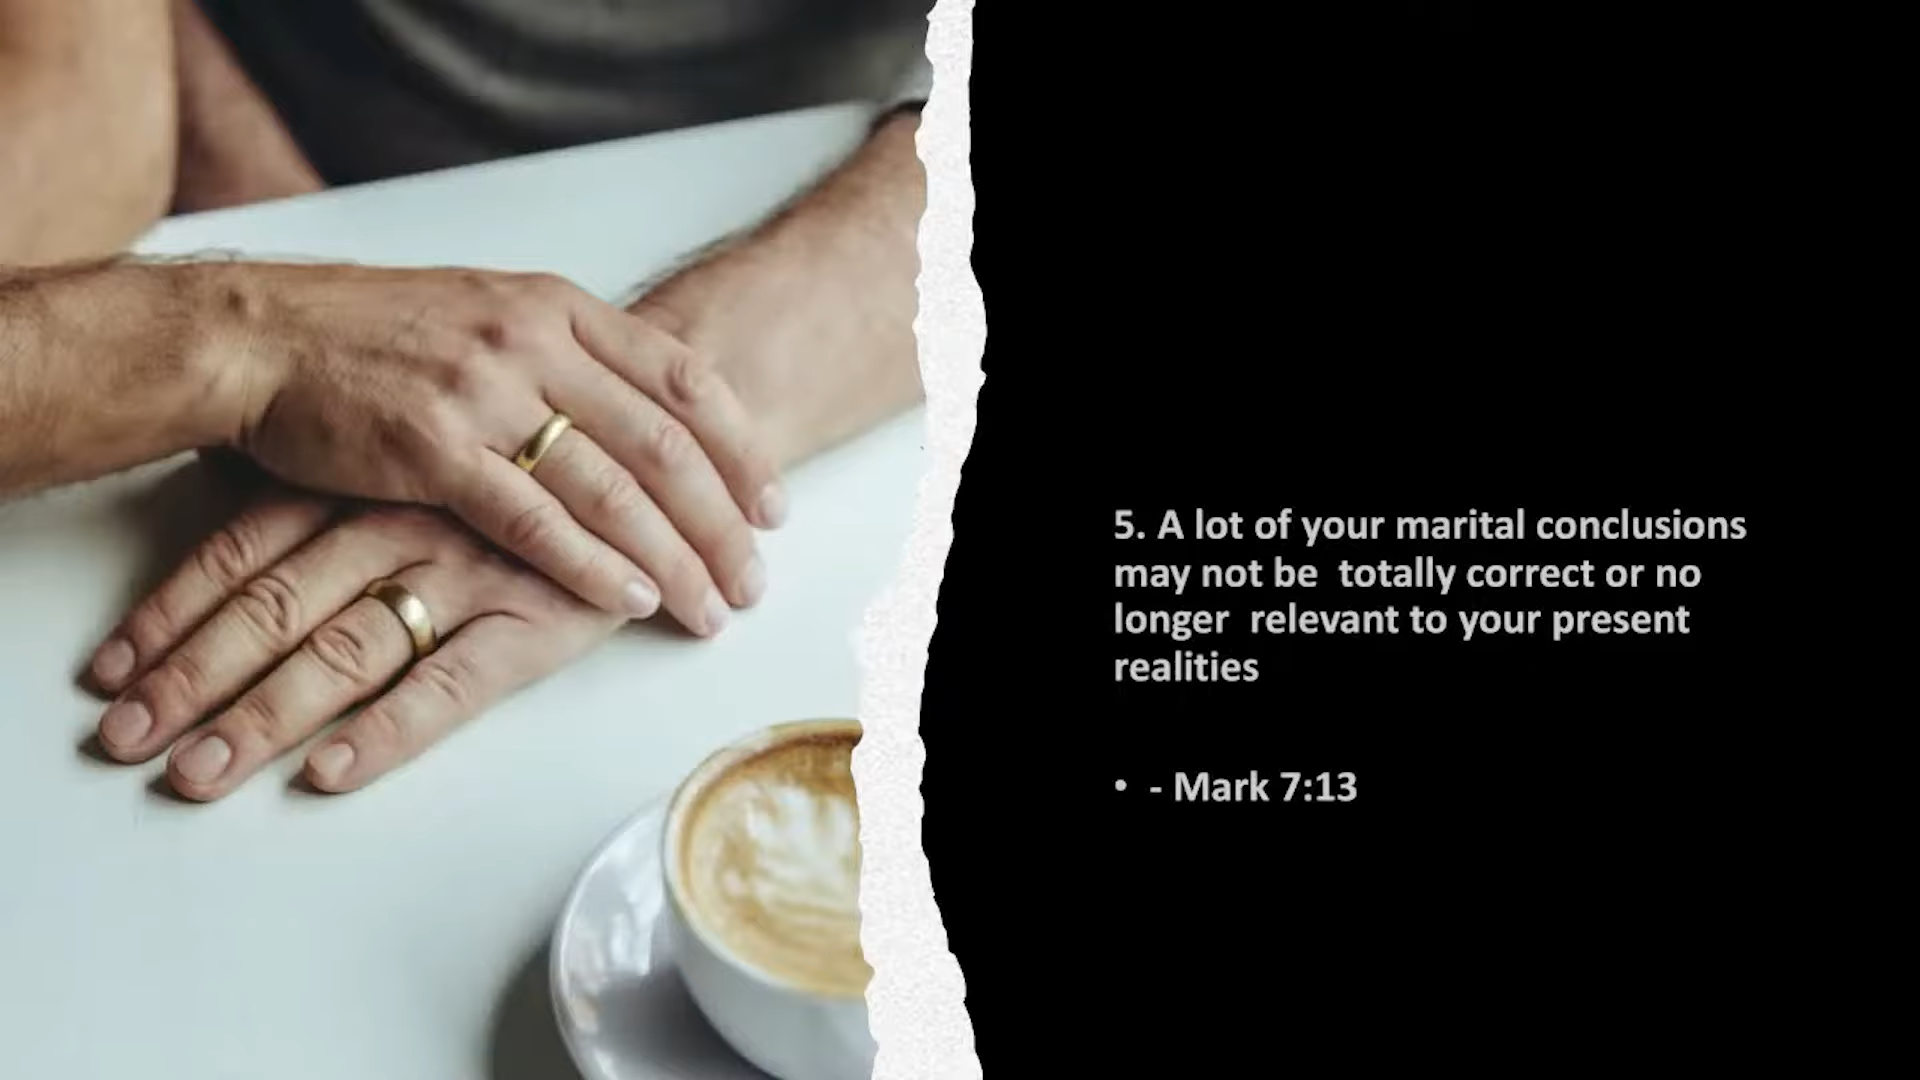 5. A lot of your marital conclusions
may not be  totally correct or no
longer  relevant to your present
realities
• - Mark 7:13